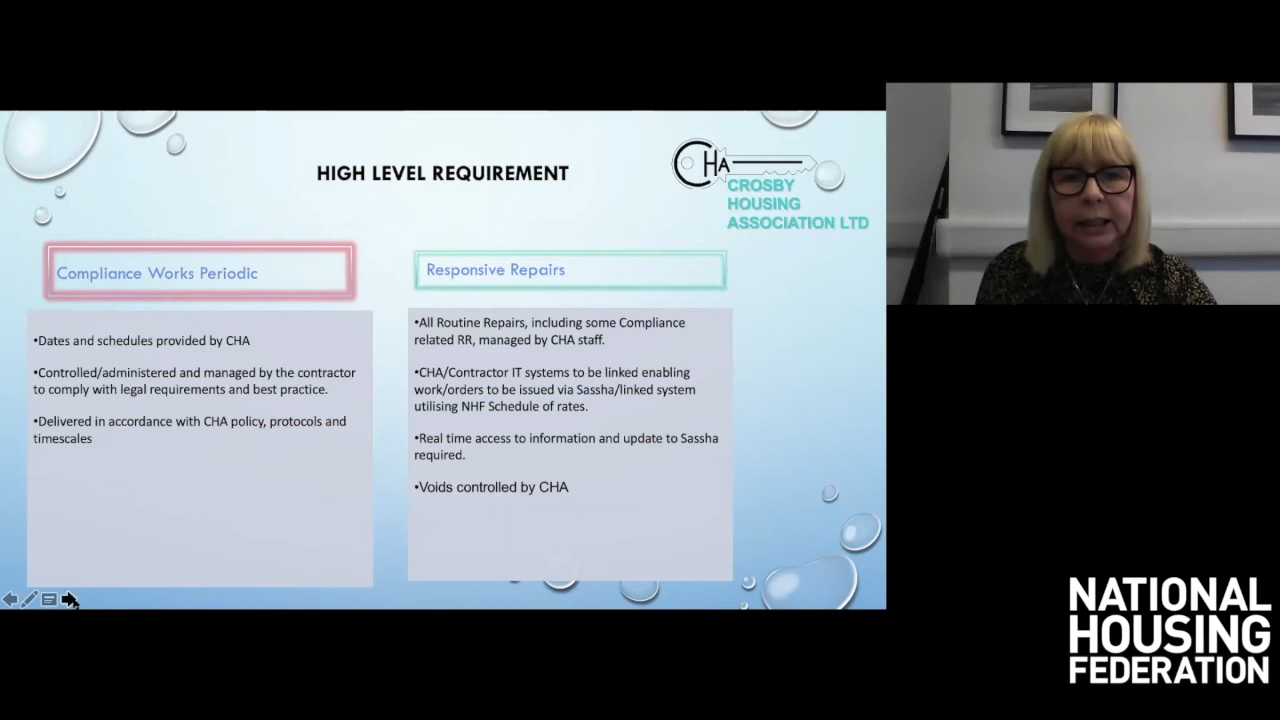 HIGH LEVEL REQUIREMENT
CHA
CROSBY
HOUSING
ASSOCIATION LTD
Compliance Works Periodic
•Dates and schedules provided by CHA
•Controlled/administered and managed by the contractor
to comply with legal requirements and best practice.
•Delivered in accordance with CHA policy, protocols and
timescales
Responsive Repairs
•All Routine Repairs, including some Compliance
related RR, managed by CHA staff.
•CHA/Contractor IT systems to be linked enabling
work/orders to be issued via Sassha/linked system
utilising NHF Schedule of rates.
•Real time access to information and update to Sassha
required.
•Voids controlled by CHA
NATIONAL
HOUSING
FEDERATION